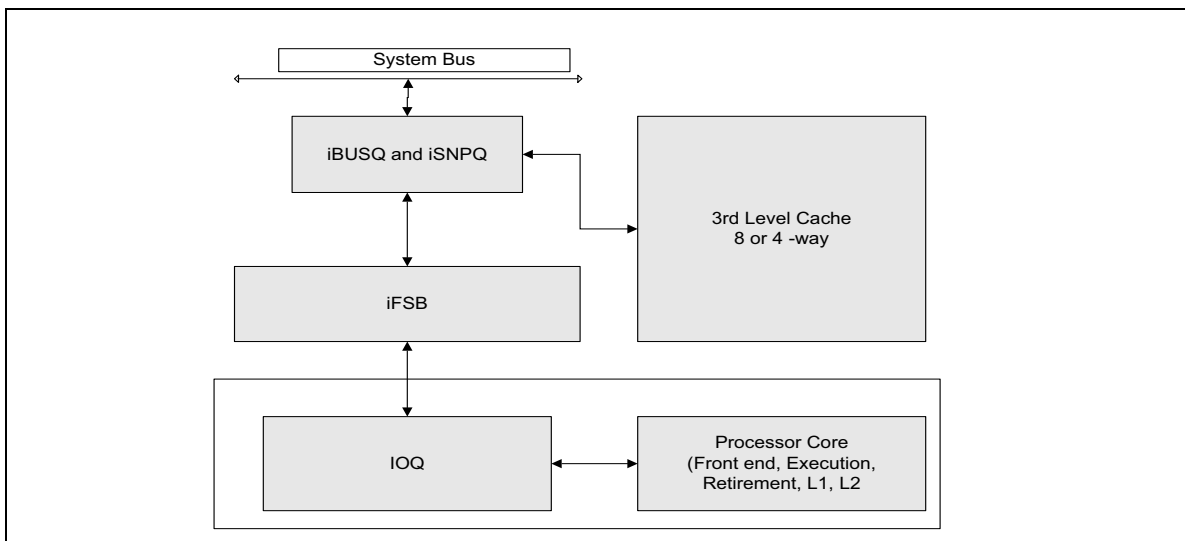 System Bus
iBUSQ and iSNPQ
3rd Level Cache
8 or 4 -way
iFSB
IOQ
Processor Core
(Front end, Execution,
Retirement, L1, L2